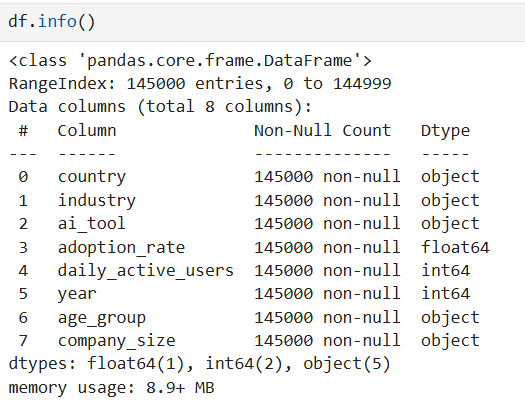 df.info()
<class 'pandas.core.frame.DataFrame'>
RangeIndex: 145000 entries, 0 to 144999
Data columns (total 8 columns):
 #   Column              Non-Null Count   Dtype
---  ------              --------------   -----
 0   country             145000 non-null  object
 1   industry            145000 non-null  object
 2   ai_tool             145000 non-null  object
 3   adoption_rate       145000 non-null  float64
 4   daily_active_users  145000 non-null  int64
 5   year                145000 non-null  int64
 6   age_group           145000 non-null  object
 7   company_size        145000 non-null  object
dtypes: float64(1), int64(2), object(5)
memory usage: 8.9+ MB